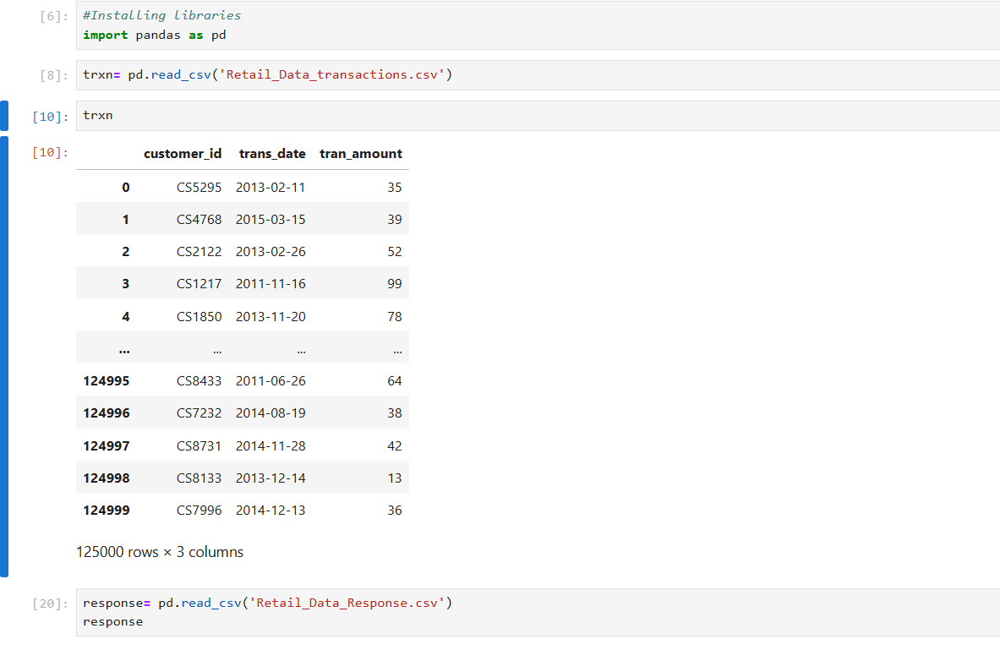 [6]: #Installing libraries
import pandas as pd
[8]: trxn= pd.read_csv('Retail_Data_transactions.csv')
[10]: trxn
[10]: customer_id trans_date tran_amount
0 CS5295 2013-02-11 35
1 CS4768 2015-03-15 39
2 CS2122 2013-02-26 52
3 CS1217 2011-11-16 99
4 CS1850 2013-11-20 78
... ... ... ...
124995 CS8433 2011-06-26 64
124996 CS7232 2014-08-19 38
124997 CS8731 2014-11-28 42
124998 CS8133 2013-12-14 13
124999 CS7996 2014-12-13 36
125000 rows × 3 columns
[20]: response= pd.read_csv('Retail_Data_Response.csv')
response